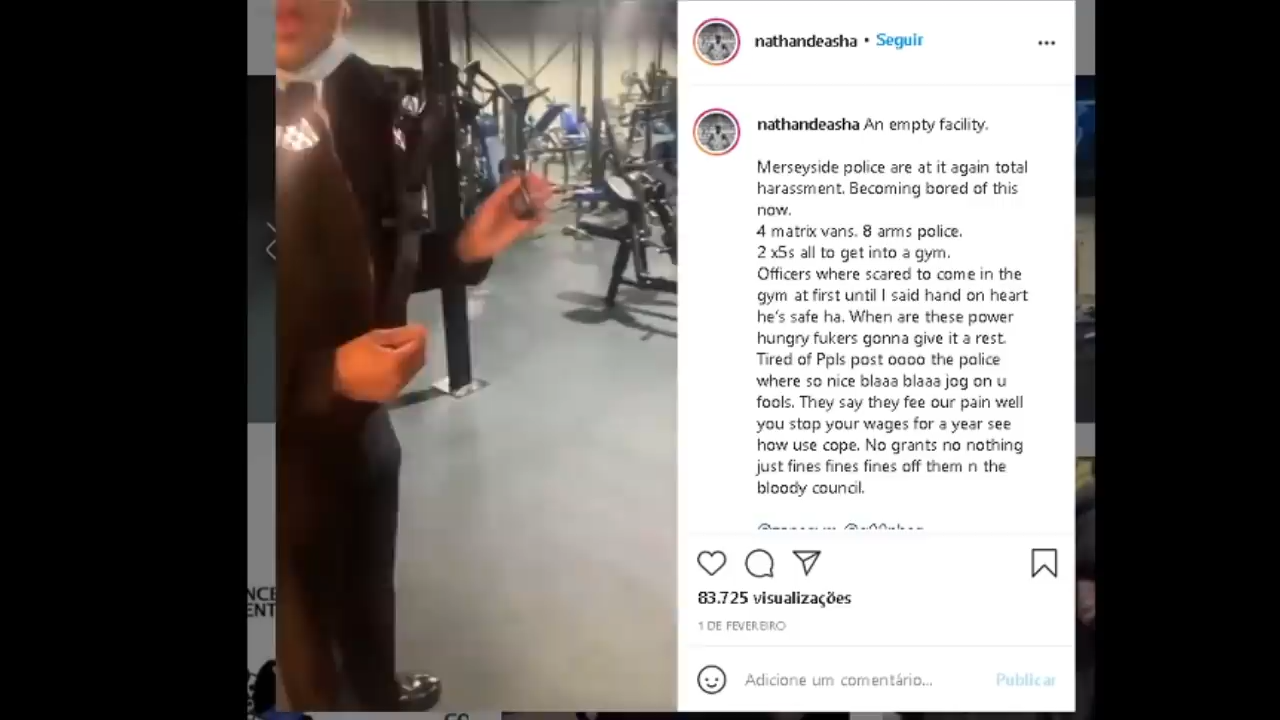 nathandeasha • Seguir
nathandeasha An empty facility.
Merseyside police are at it again total
harassment. Becoming bored of this
now.
4 matrix vans. 8 arms police.
2 x5s all to get into a gym.
Officers where scared to come in the
gym at first until I said hand on heart
he's safe ha. When are these power
hungry fukers gonna give it a rest.
Tired of Ppls post oooo the police
where so nice blaaa blaaa jog on u
fools. They say they fee our pain well
you stop your wages for a year see
how use cope. No grants no nothing
just fines fines fines off them n the
bloody council.
83.725 visualizações
1 DE FEVEREIRO
Adicione um comentário...
Publicar
NCE
ENT